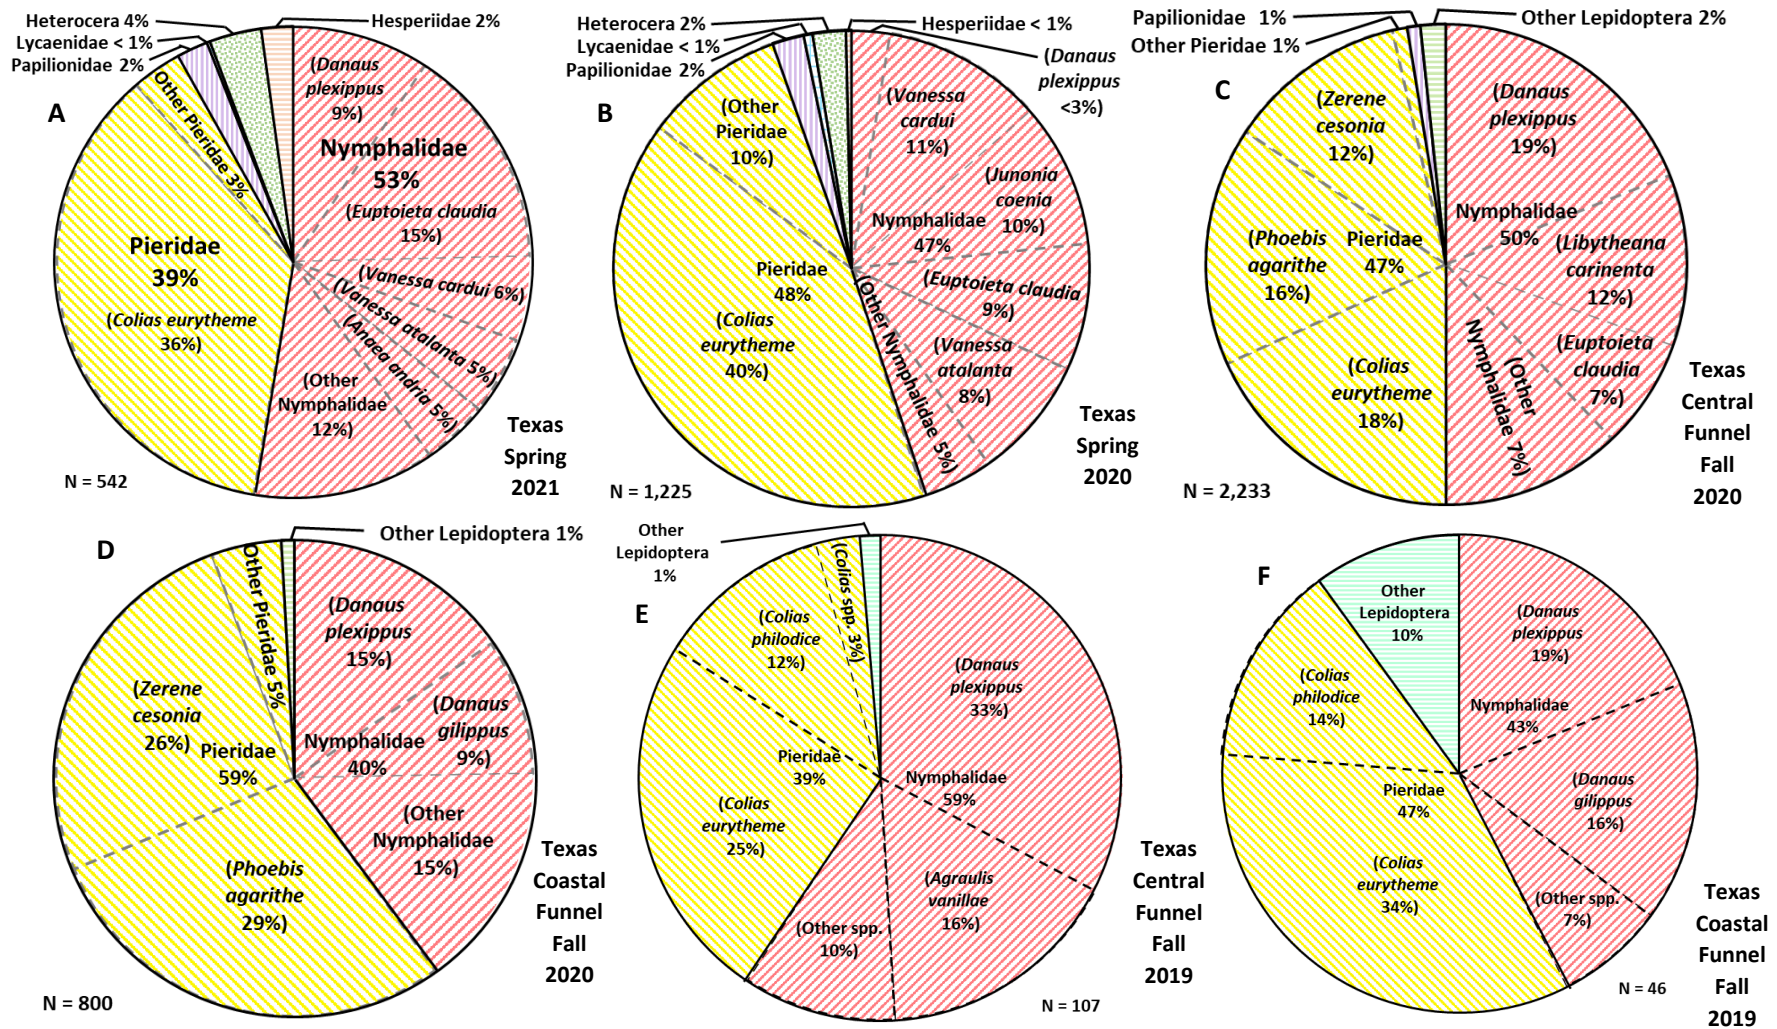 A
Heterocera 4%
Lycaenidae < 1%
Papilionidae 2%
Hesperiidae 2%
Other Pieridae 3%
(Danaus
plexippus
9%)
Nymphalidae
53%
(Euptoieta claudia
15%)
(Vanessa cardui 6%)
(Vanessa atalanta 5%)
(Anaea andria 5%)
(Other
Nymphalidae
12%)
Pieridae
39%
(Colias eurytheme
36%)
N = 542
Texas
Spring
2021
B
Heterocera 2%
Lycaenidae < 1%
Papilionidae 2%
Hesperiidae < 1%
(Danaus
plexippus
<3%)
(Vanessa
cardui
11%)
(Junonia
coenia
10%)
Nymphalidae
47%
(Euptoieta claudia
9%)
(Vanessa
atalanta
8%)
(Other Nymphalidae 5%)
(Other
Pieridae
10%)
Pieridae
48%
(Colias
eurytheme
40%)
N = 1,225
Texas
Spring
2020
C
Papilionidae 1%
Other Pieridae 1%
Other Lepidoptera 2%
(Danaus
plexippus
19%)
Nymphalidae
50%
(Libytheana
carinenta
12%)
(Euptoieta
claudia
7%)
(Other
Nymphalidae 7%)
(Zerene
cesonia
12%)
(Phoebis
agarithe
16%)
Pieridae
47%
(Colias
eurytheme
18%)
N = 2,233
Texas
Central
Funnel
Fall
2020
D
Other Lepidoptera 1%
Other Pieridae 5%
(Danaus
plexippus
15%)
(Danaus
gilippus
9%)
Nymphalidae
40%
(Other
Nymphalidae
15%)
(Zerene
cesonia
26%)
Pieridae
59%
(Phoebis
agarithe
29%)
N = 800
Texas
Coastal
Funnel
Fall
2020
E
Other
Lepidoptera
1%
(Colias spp. 3%)
(Colias
philodice
12%)
(Danaus
plexippus
33%)
Pieridae
39%
Nymphalidae
59%
(Colias
eurytheme
25%)
(Agraulis
vanillae
16%)
(Other spp.
10%)
N = 107
Texas
Central
Funnel
Fall
2019
F
Other
Lepidoptera
10%
(Danaus
plexippus
19%)
(Colias
philodice
14%)
Nymphalidae
43%
Pieridae
47%
(Danaus
gilippus
16%)
(Colias
eurytheme
34%)
(Other spp.
7%)
N = 46
Texas
Coastal
Funnel
Fall
2019